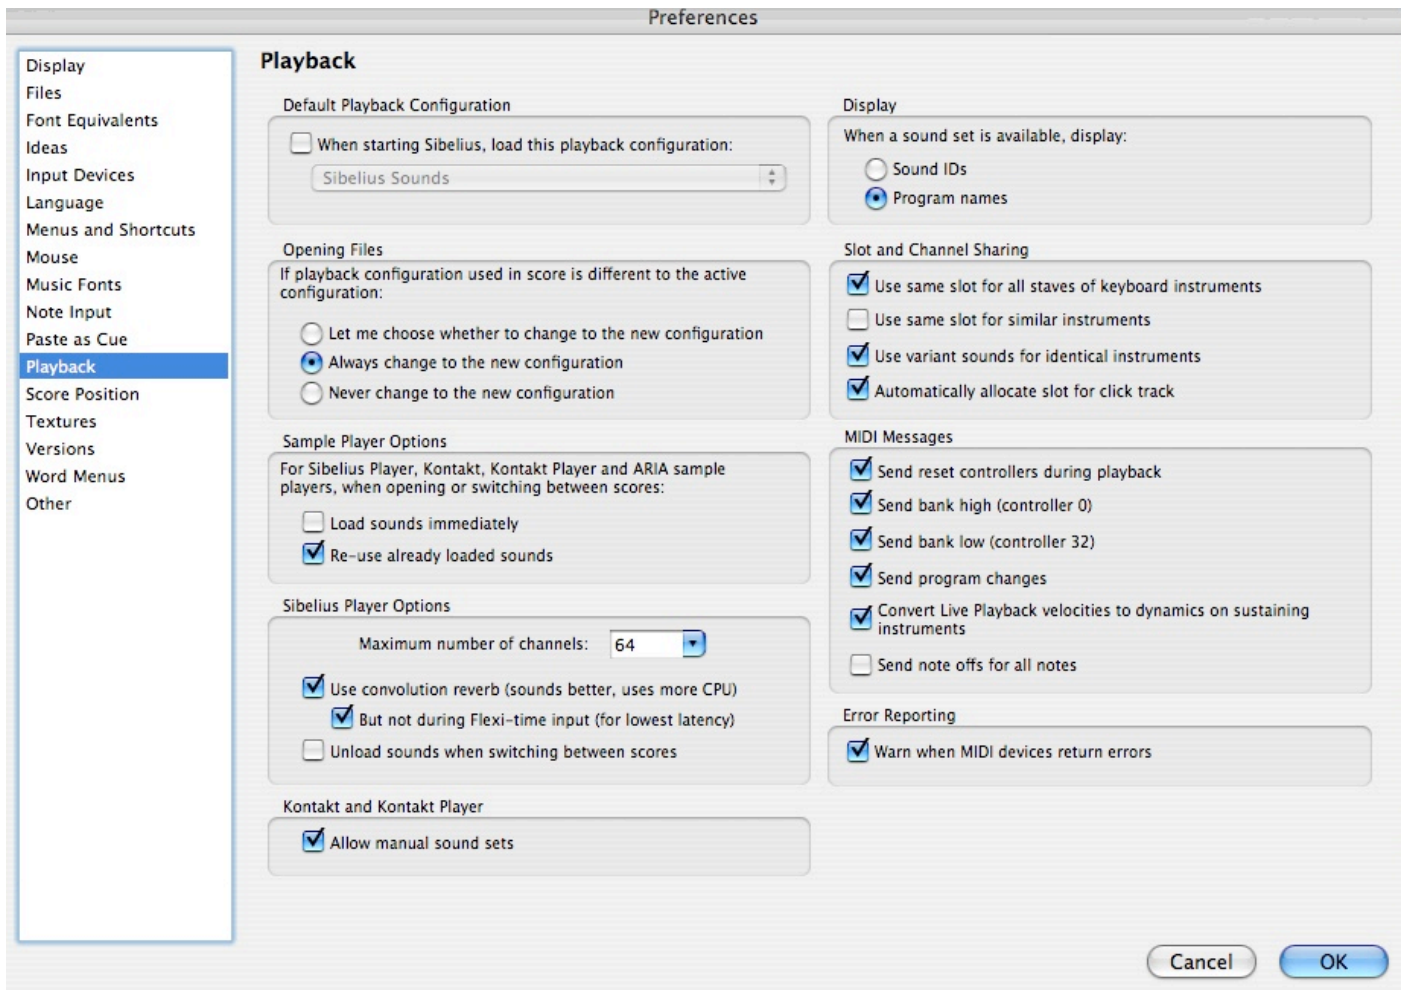 Preferences
Display
Files
Font Equivalents
Ideas
Input Devices
Language
Menus and Shortcuts
Mouse
Music Fonts
Note Input
Paste as Cue
Playback
Score Position
Textures
Versions
Word Menus
Other
Playback
Default Playback Configuration
When starting Sibelius, load this playback configuration:
Sibelius Sounds
Opening Files
If playback configuration used in score is different to the active
configuration:
Let me choose whether to change to the new configuration
Always change to the new configuration
Never change to the new configuration
Sample Player Options
For Sibelius Player, Kontakt, Kontakt Player and ARIA sample
players, when opening or switching between scores:
Load sounds immediately
Re-use already loaded sounds
Sibelius Player Options
Maximum number of channels: 64
Use convolution reverb (sounds better, uses more CPU)
But not during Flexi-time input (for lowest latency)
Unload sounds when switching between scores
Kontakt and Kontakt Player
Allow manual sound sets
Display
When a sound set is available, display:
Sound IDs
Program names
Slot and Channel Sharing
Use same slot for all staves of keyboard instruments
Use same slot for similar instruments
Use variant sounds for identical instruments
Automatically allocate slot for click track
MIDI Messages
Send reset controllers during playback
Send bank high (controller 0)
Send bank low (controller 32)
Send program changes
Convert Live Playback velocities to dynamics on sustaining
instruments
Send note offs for all notes
Error Reporting
Warn when MIDI devices return errors
Cancel
OK